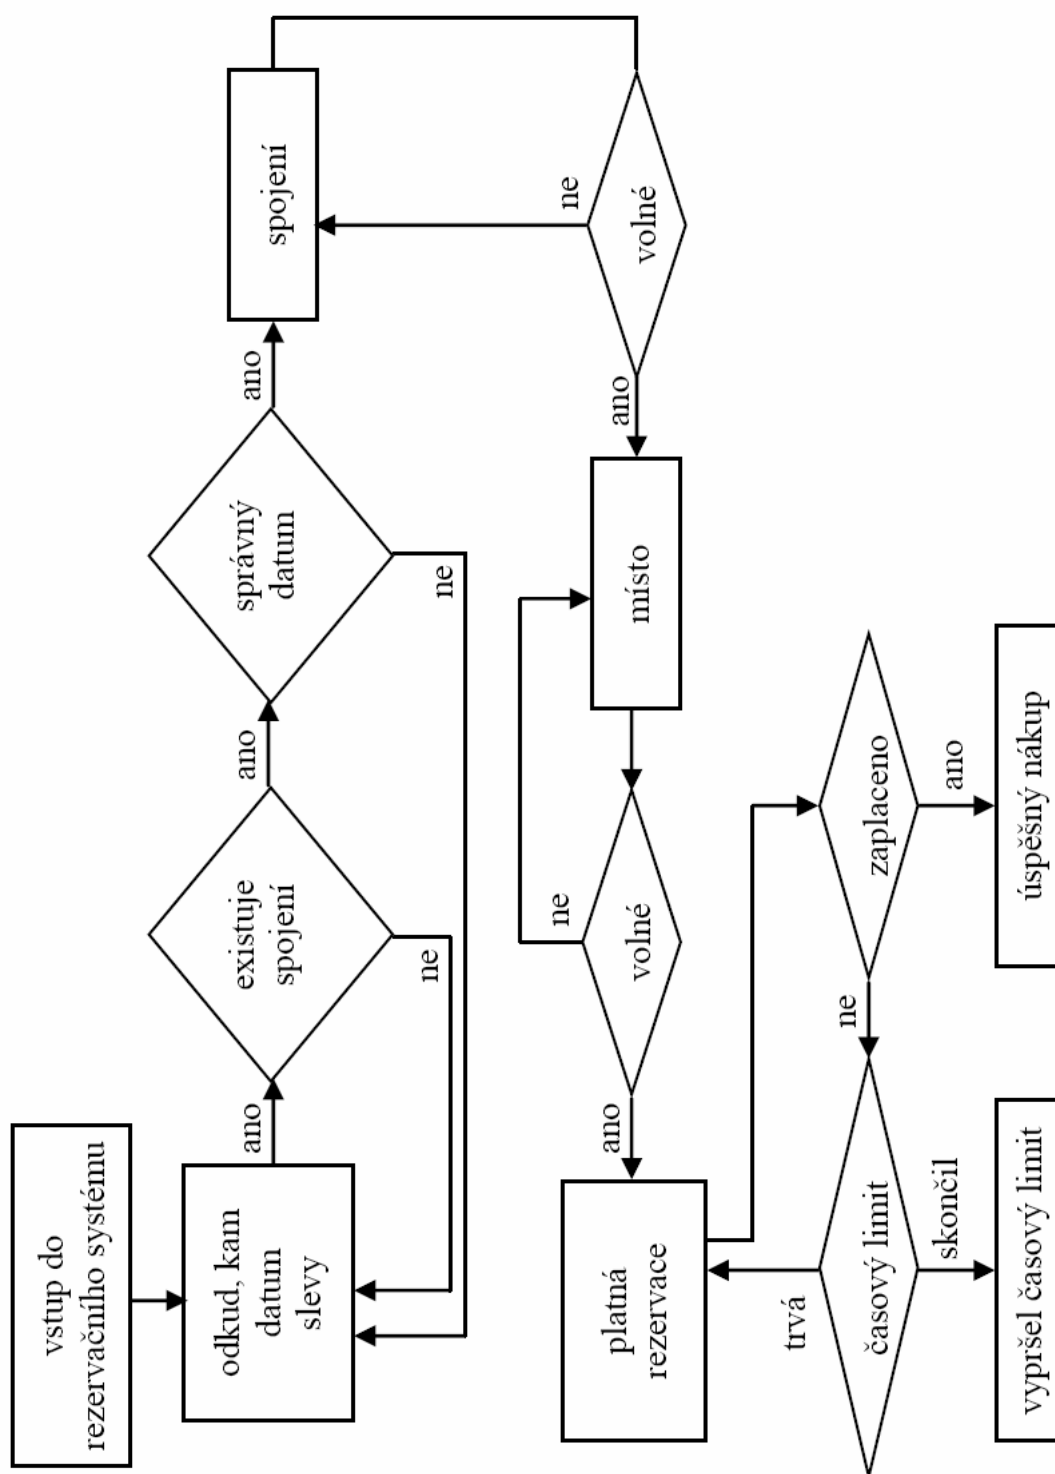 vstup do
rezervačního systému
odkud, kam
datum
slevy
ano
existuje
spojení
ne
ano
správný
datum
ne
ano
spojení
volné
ne
ano
místo
volné
ne
ano
platná
rezervace
zaplaceno
ano
úspěšný nákup
ne
časový limit
trvá
skončil
vypršel časový limit